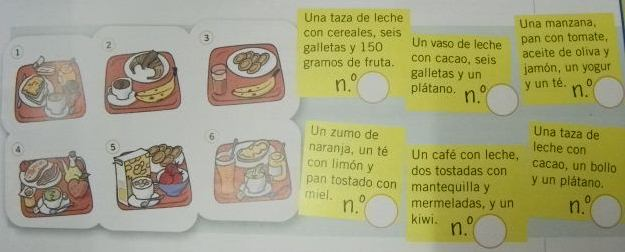 1
2
3
4
5
6
Una taza de leche
con cereales, seis
galletas y 150
gramos de fruta.
n.º
Un vaso de leche
con cacao, seis
galletas y un
plátano.
n.º
Una manzana,
pan con tomate,
aceite de oliva y
jamón, un yogur
y un té.
n.º
Un zumo de
naranja, un té
con limón y
pan tostado con
miel.
n.º
Un café con leche,
dos tostadas con
mantequilla y
mermeladas, y un
kiwi.
n.º
Una taza de
leche con
cacao, un bollo
y un plátano.
n.º